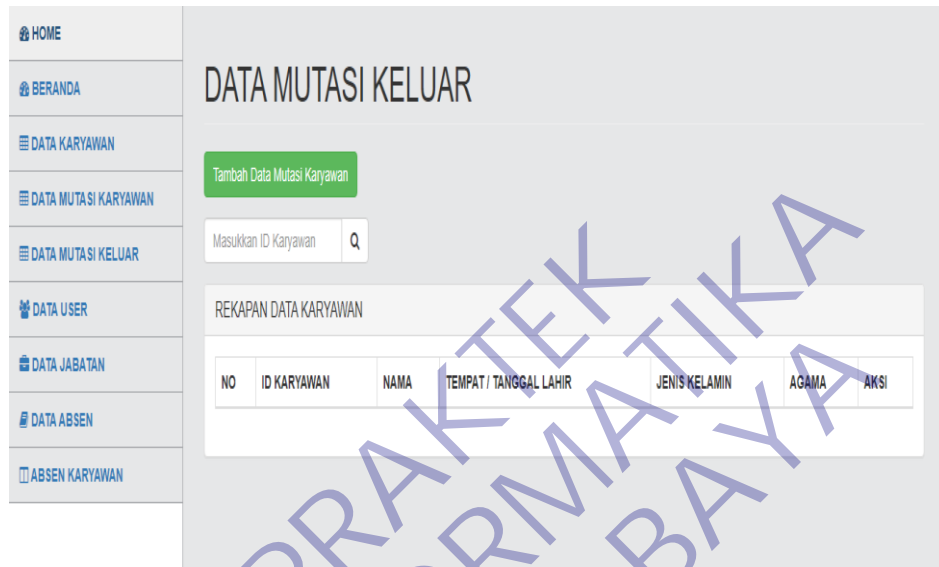 HOME
BERANDA
DATA KARYAWAN
DATA MUTASI KARYAWAN
DATA MUTASI KELUAR
DATA USER
DATA JABATAN
DATA ABSEN
ABSEN KARYAWAN
DATA MUTASI KELUAR
Tambah Data Mutasi Karyawan
Masukkan ID Karyawan
REKAPAN DATA KARYAWAN
NO ID KARYAWAN NAMA TEMPAT / TANGGAL LAHIR JENIS KELAMIN AGAMA AKSI
PRAKTEK
RMATIKA
BAYA